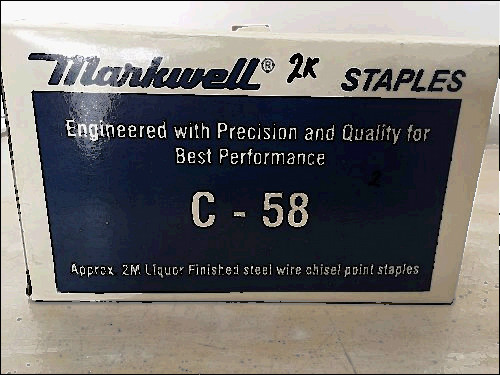 Markwell® 2K STAPLES
Engineered with Precision and Quality for
Best Performance
2
C - 58
Approx. 2M Liquor Finished steel wire chisel point staples